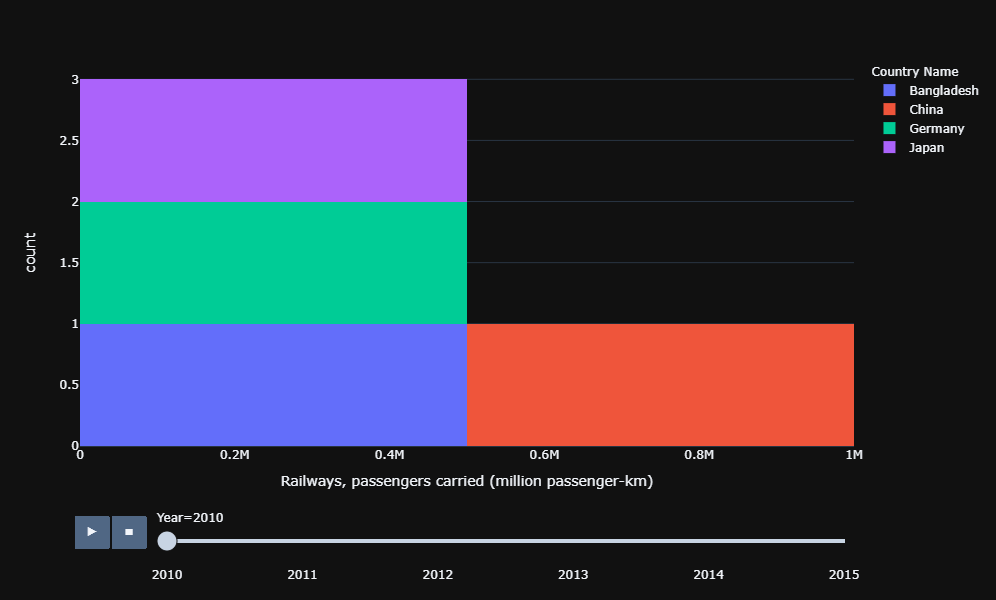 Country Name
Bangladesh
China
Germany
Japan
3
2.5
2
1.5
1
0.5
0
count
0 0.2M 0.4M 0.6M 0.8M 1M
Railways, passengers carried (million passenger-km)
Year=2010
2010 2011 2012 2013 2014 2015